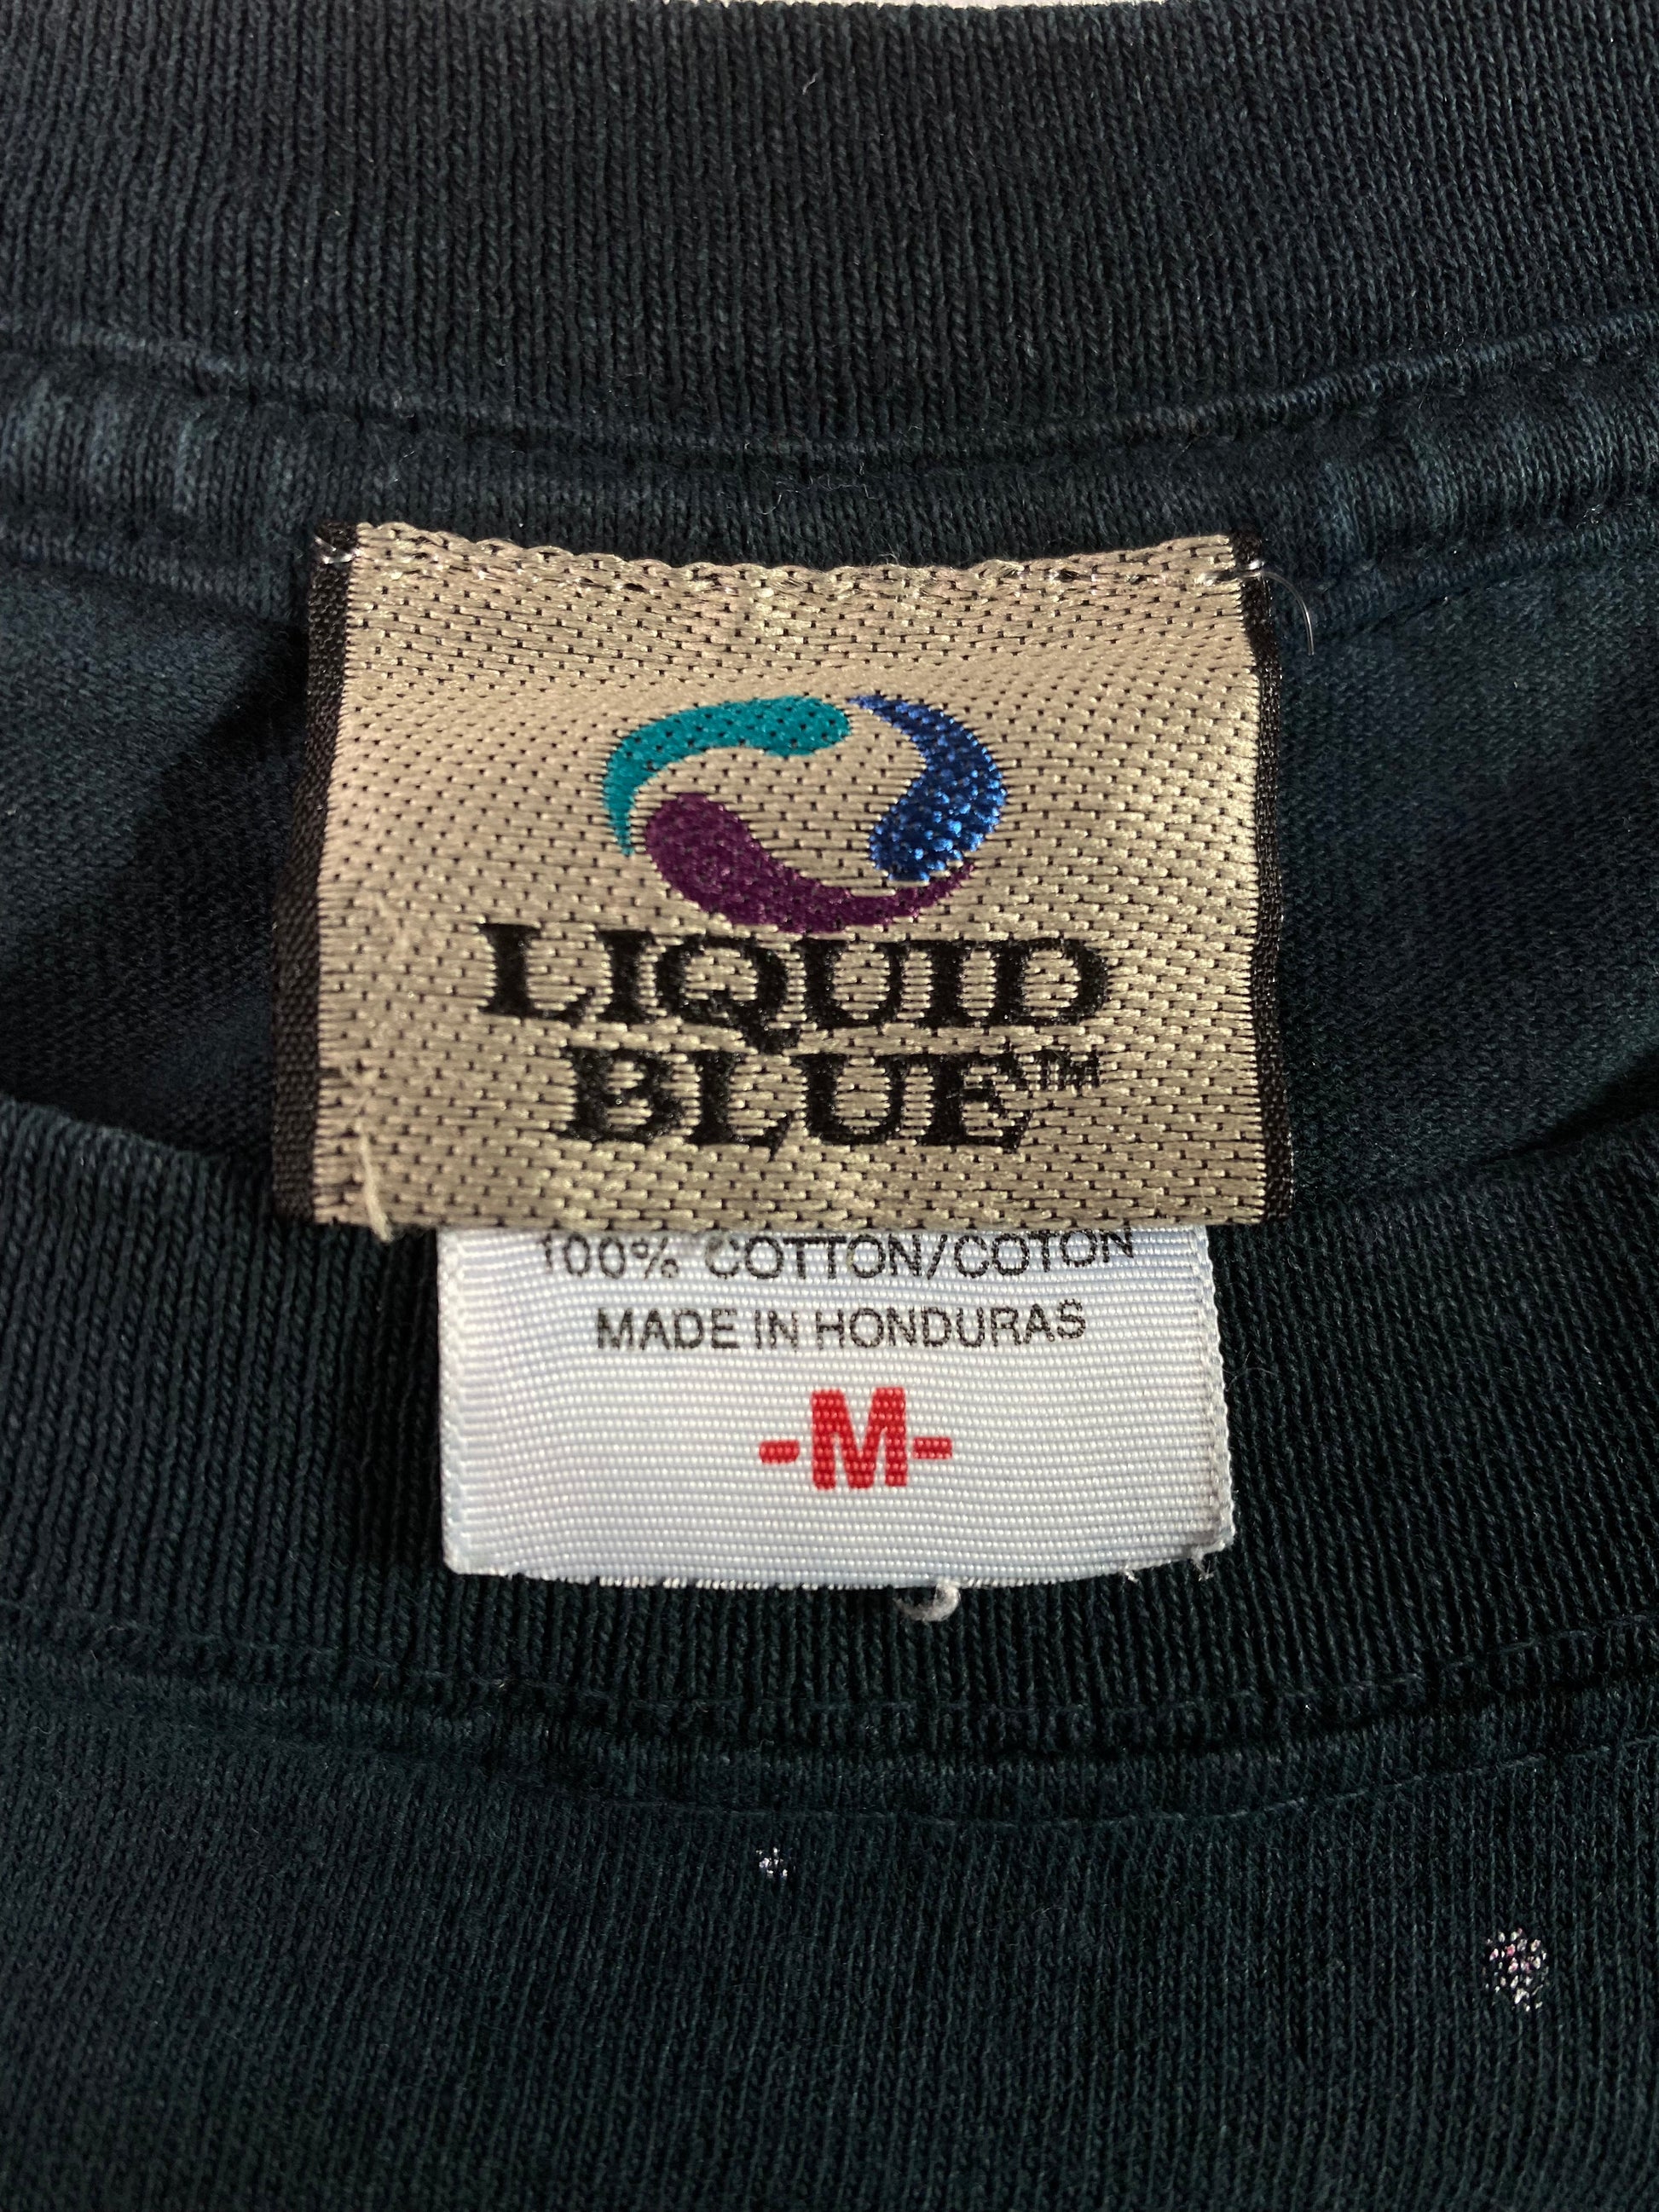 LIQUID
BLUE™
100% COTTON/COTON
MADE IN HONDURAS
-M-